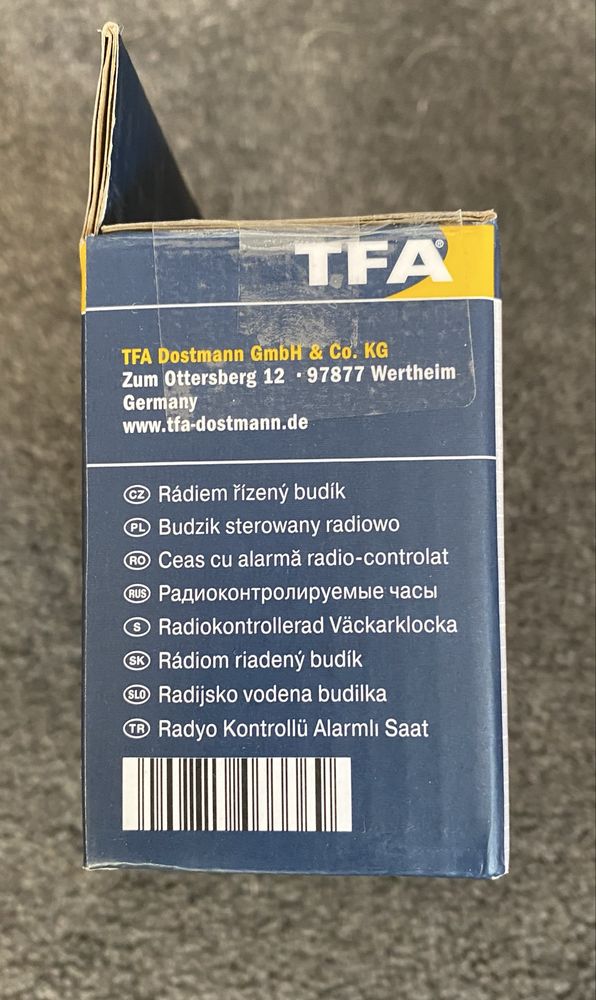 TFA®
TFA Dostmann GmbH & Co. KG
Zum Ottersberg 12 · 97877 Wertheim
Germany
www.tfa-dostmann.de
CZ Rádiem řízený budík
PL Budzik sterowany radiowo
RO Ceas cu alarmă radio-controlat
RUS Радиоконтролируемые часы
S Radiokontrollerad Väckarklocka
SK Rádiom riadený budík
SLO Radijsko vodena budilka
TR Radyo Kontrollü Alarmlı Saat